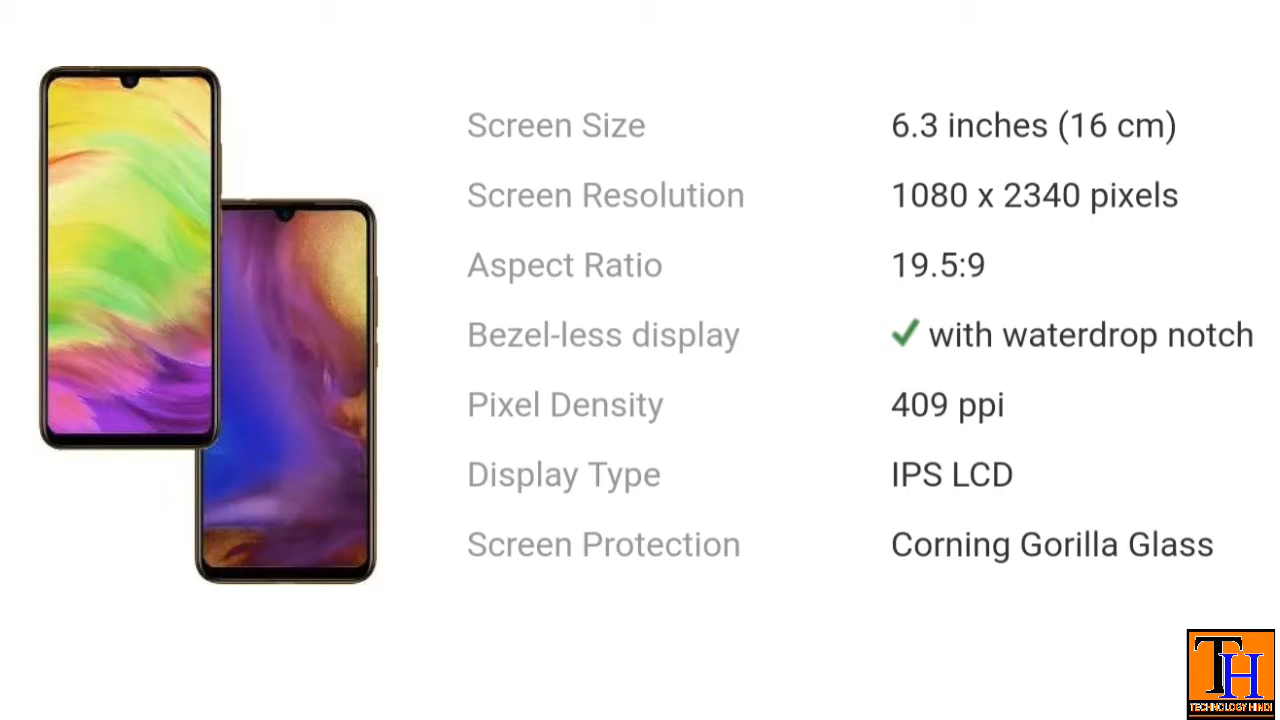 Screen Size 6.3 inches (16 cm)
Screen Resolution 1080 x 2340 pixels
Aspect Ratio 19.5:9
Bezel-less display ✔ with waterdrop notch
Pixel Density 409 ppi
Display Type IPS LCD
Screen Protection Corning Gorilla Glass
TH
TECHNOLOGY HINDI